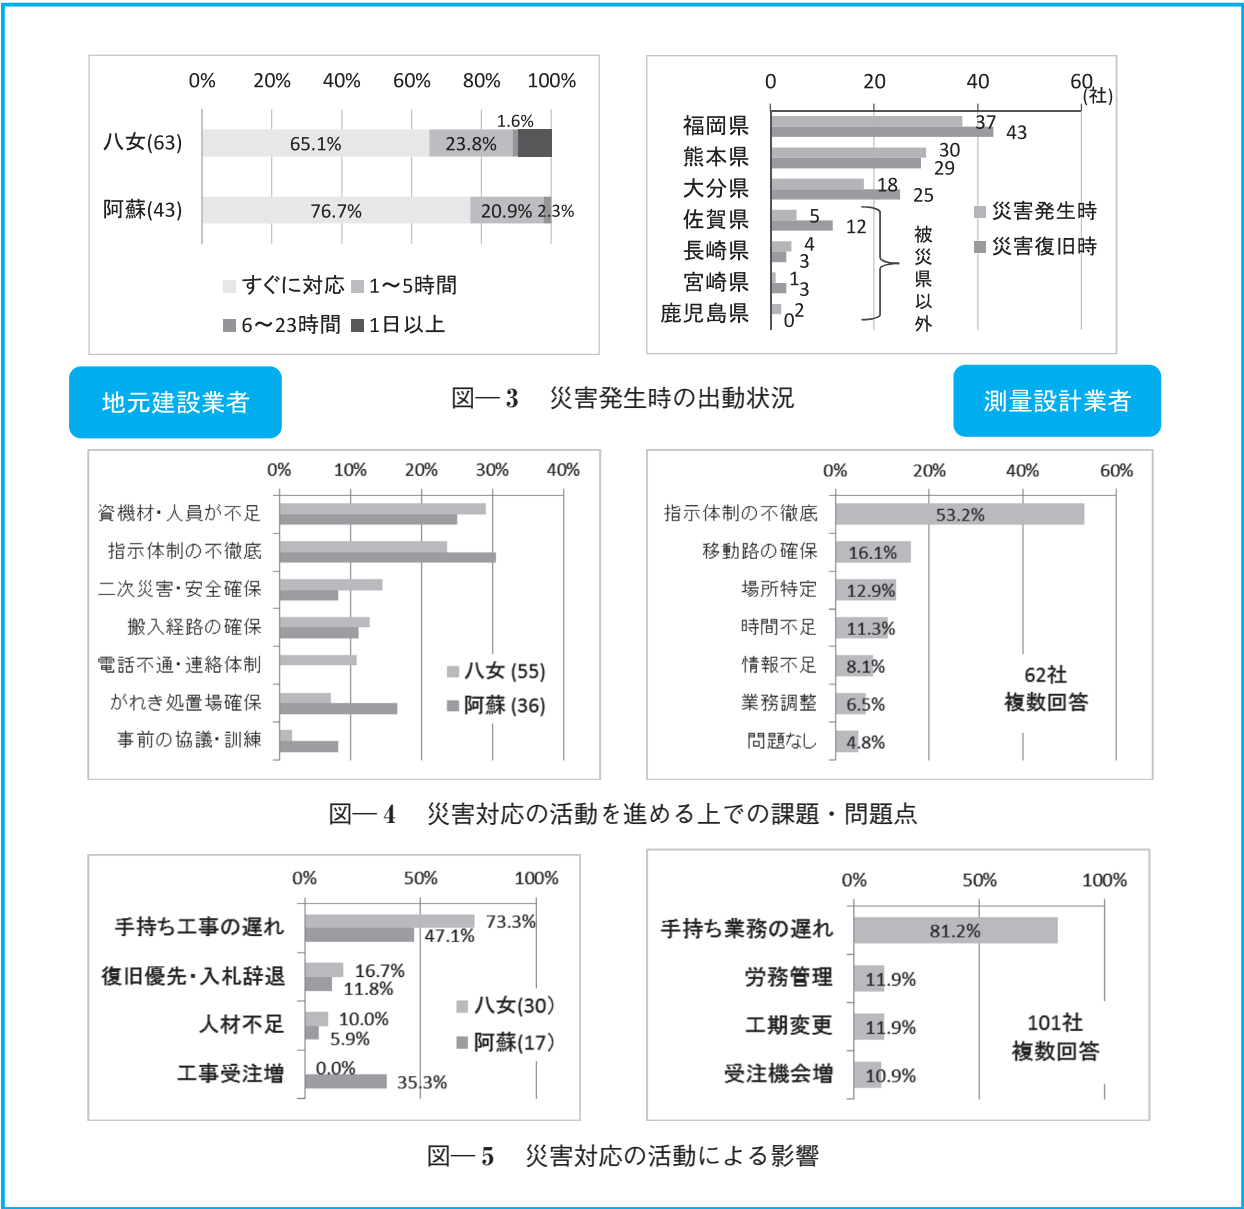 0% 20% 40% 60% 80% 100%
1.6%
八女(63) 65.1% 23.8%
阿蘇(43) 76.7% 20.9% 2.3%
すぐに対応 1～5時間
6～23時間 1日以上
0 20 40 60
(社)
福岡県 37
43
熊本県 30
29
大分県 18
25
佐賀県 5
12
長崎県 4
3
宮崎県 1
3
鹿児島県 2
0
被災県以外
災害発生時
災害復旧時
地元建設業者
図―3 災害発生時の出動状況
測量設計業者
0% 10% 20% 30% 40%
資機材・人員が不足
指示体制の不徹底
二次災害・安全確保
搬入経路の確保
電話不通・連絡体制
がれき処置場確保
事前の協議・訓練
八女(55)
阿蘇(36)
0% 20% 40% 60%
指示体制の不徹底 53.2%
移動路の確保 16.1%
場所特定 12.9%
時間不足 11.3%
情報不足 8.1%
業務調整 6.5%
問題なし 4.8%
62社
複数回答
図―4 災害対応の活動を進める上での課題・問題点
0% 50% 100%
手持ち工事の遅れ 73.3%
47.1%
復旧優先・入札辞退 16.7%
11.8%
人材不足 10.0%
5.9%
工事受注増 0.0%
35.3%
八女(30)
阿蘇(17)
0% 50% 100%
手持ち業務の遅れ 81.2%
労務管理 11.9%
工期変更 11.9%
受注機会増 10.9%
101社
複数回答
図―5 災害対応の活動による影響